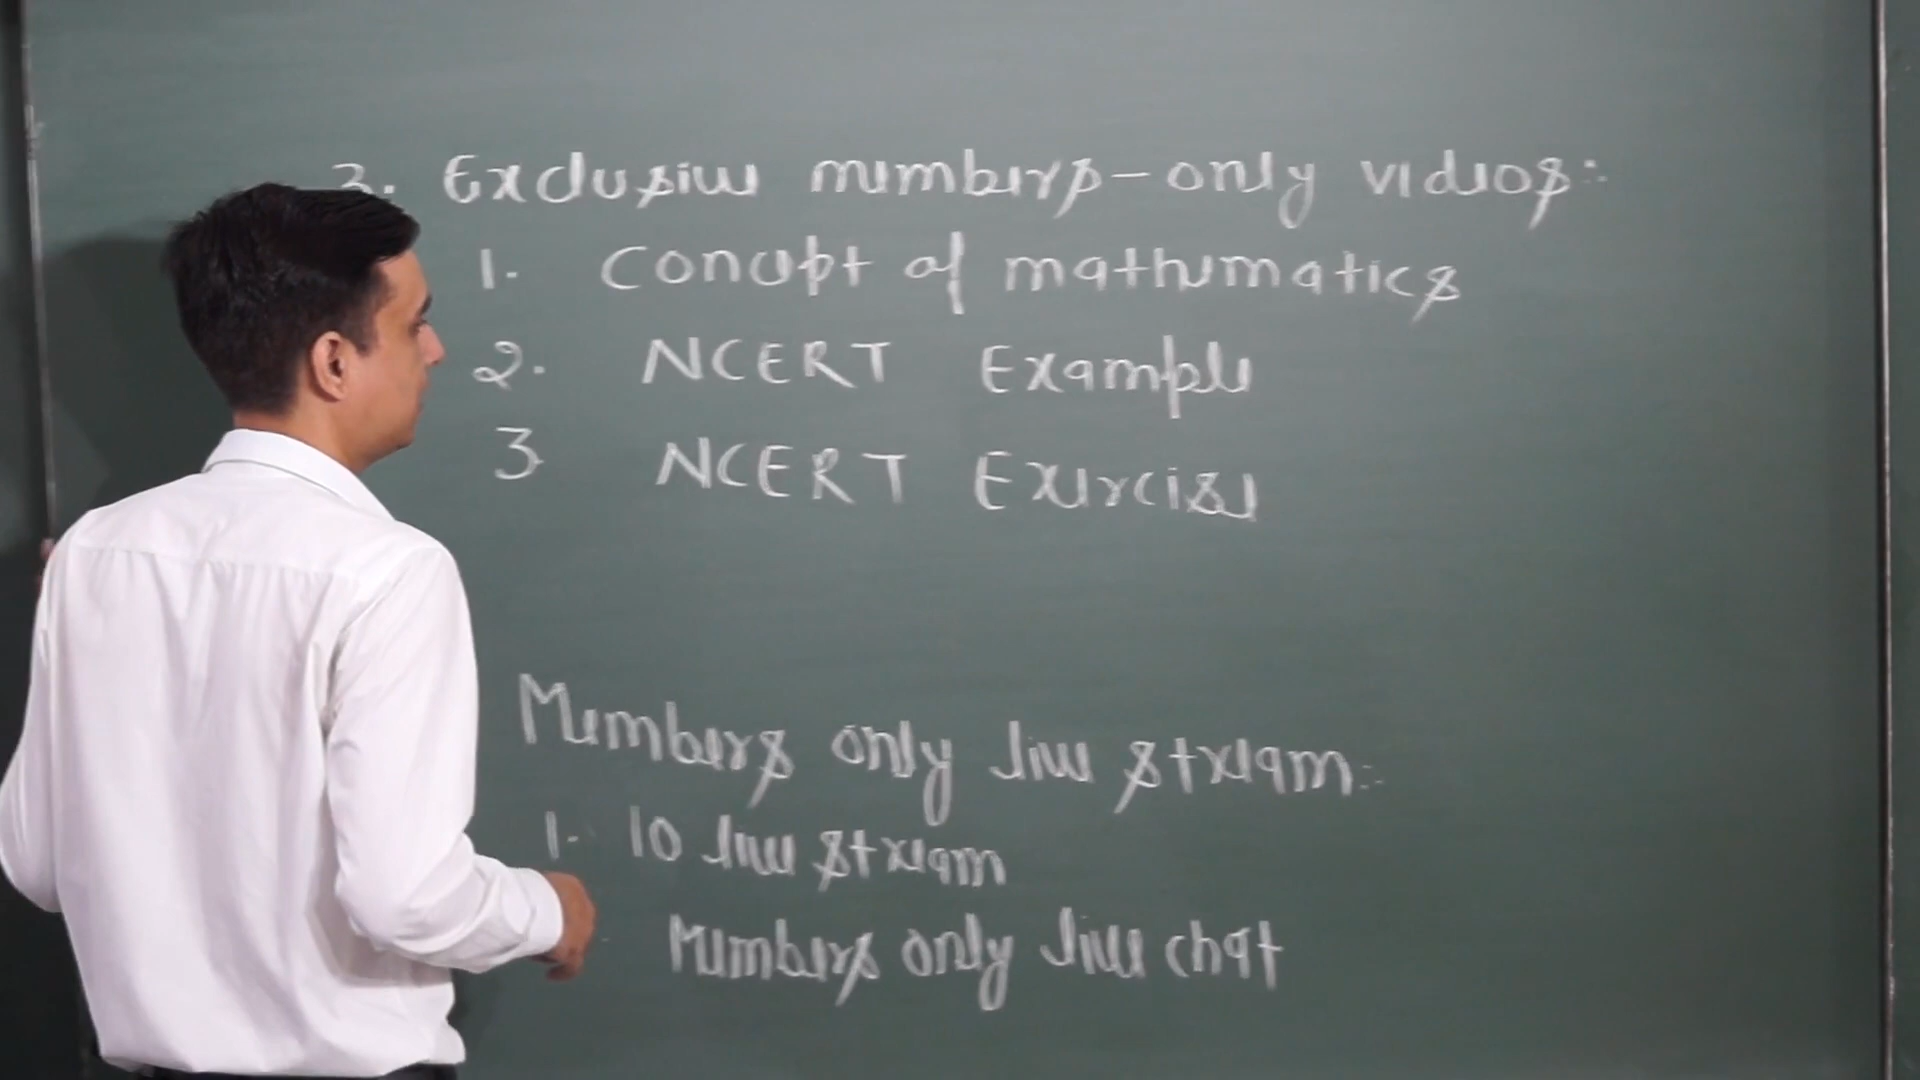 3. Exclusive members-only videos:-
1. Concept of mathematics
2. NCERT Example
3 NCERT Exercise
Members only live stream:-
1. 10 live stream
Members only live chat